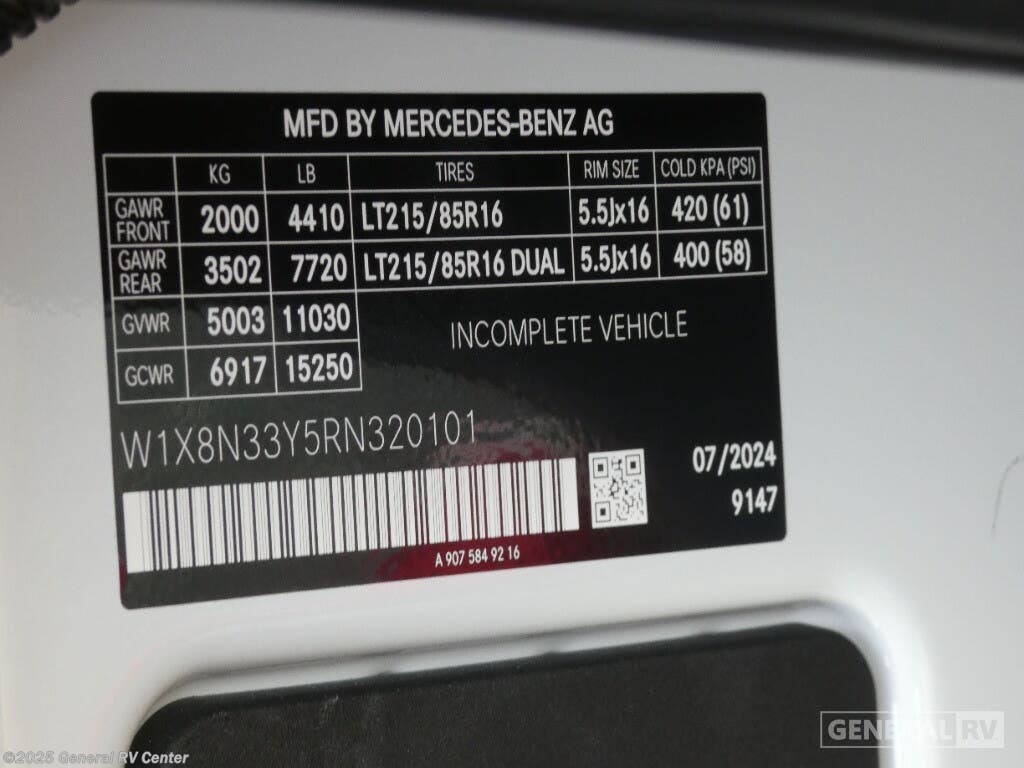 MFD BY MERCEDES-BENZ AG
KG LB TIRES RIM SIZE COLD KPA (PSI)
GAWR FRONT 2000 4410 LT215/85R16 5.5Jx16 420 (61)
GAWR REAR 3502 7720 LT215/85R16 DUAL 5.5Jx16 400 (58)
GVWR 5003 11030
INCOMPLETE VEHICLE
GCWR 6917 15250
W1X8N33Y5RN320101
07/2024
9147
A 907 584 92 16
GENERAL RV
©2025 General RV Center